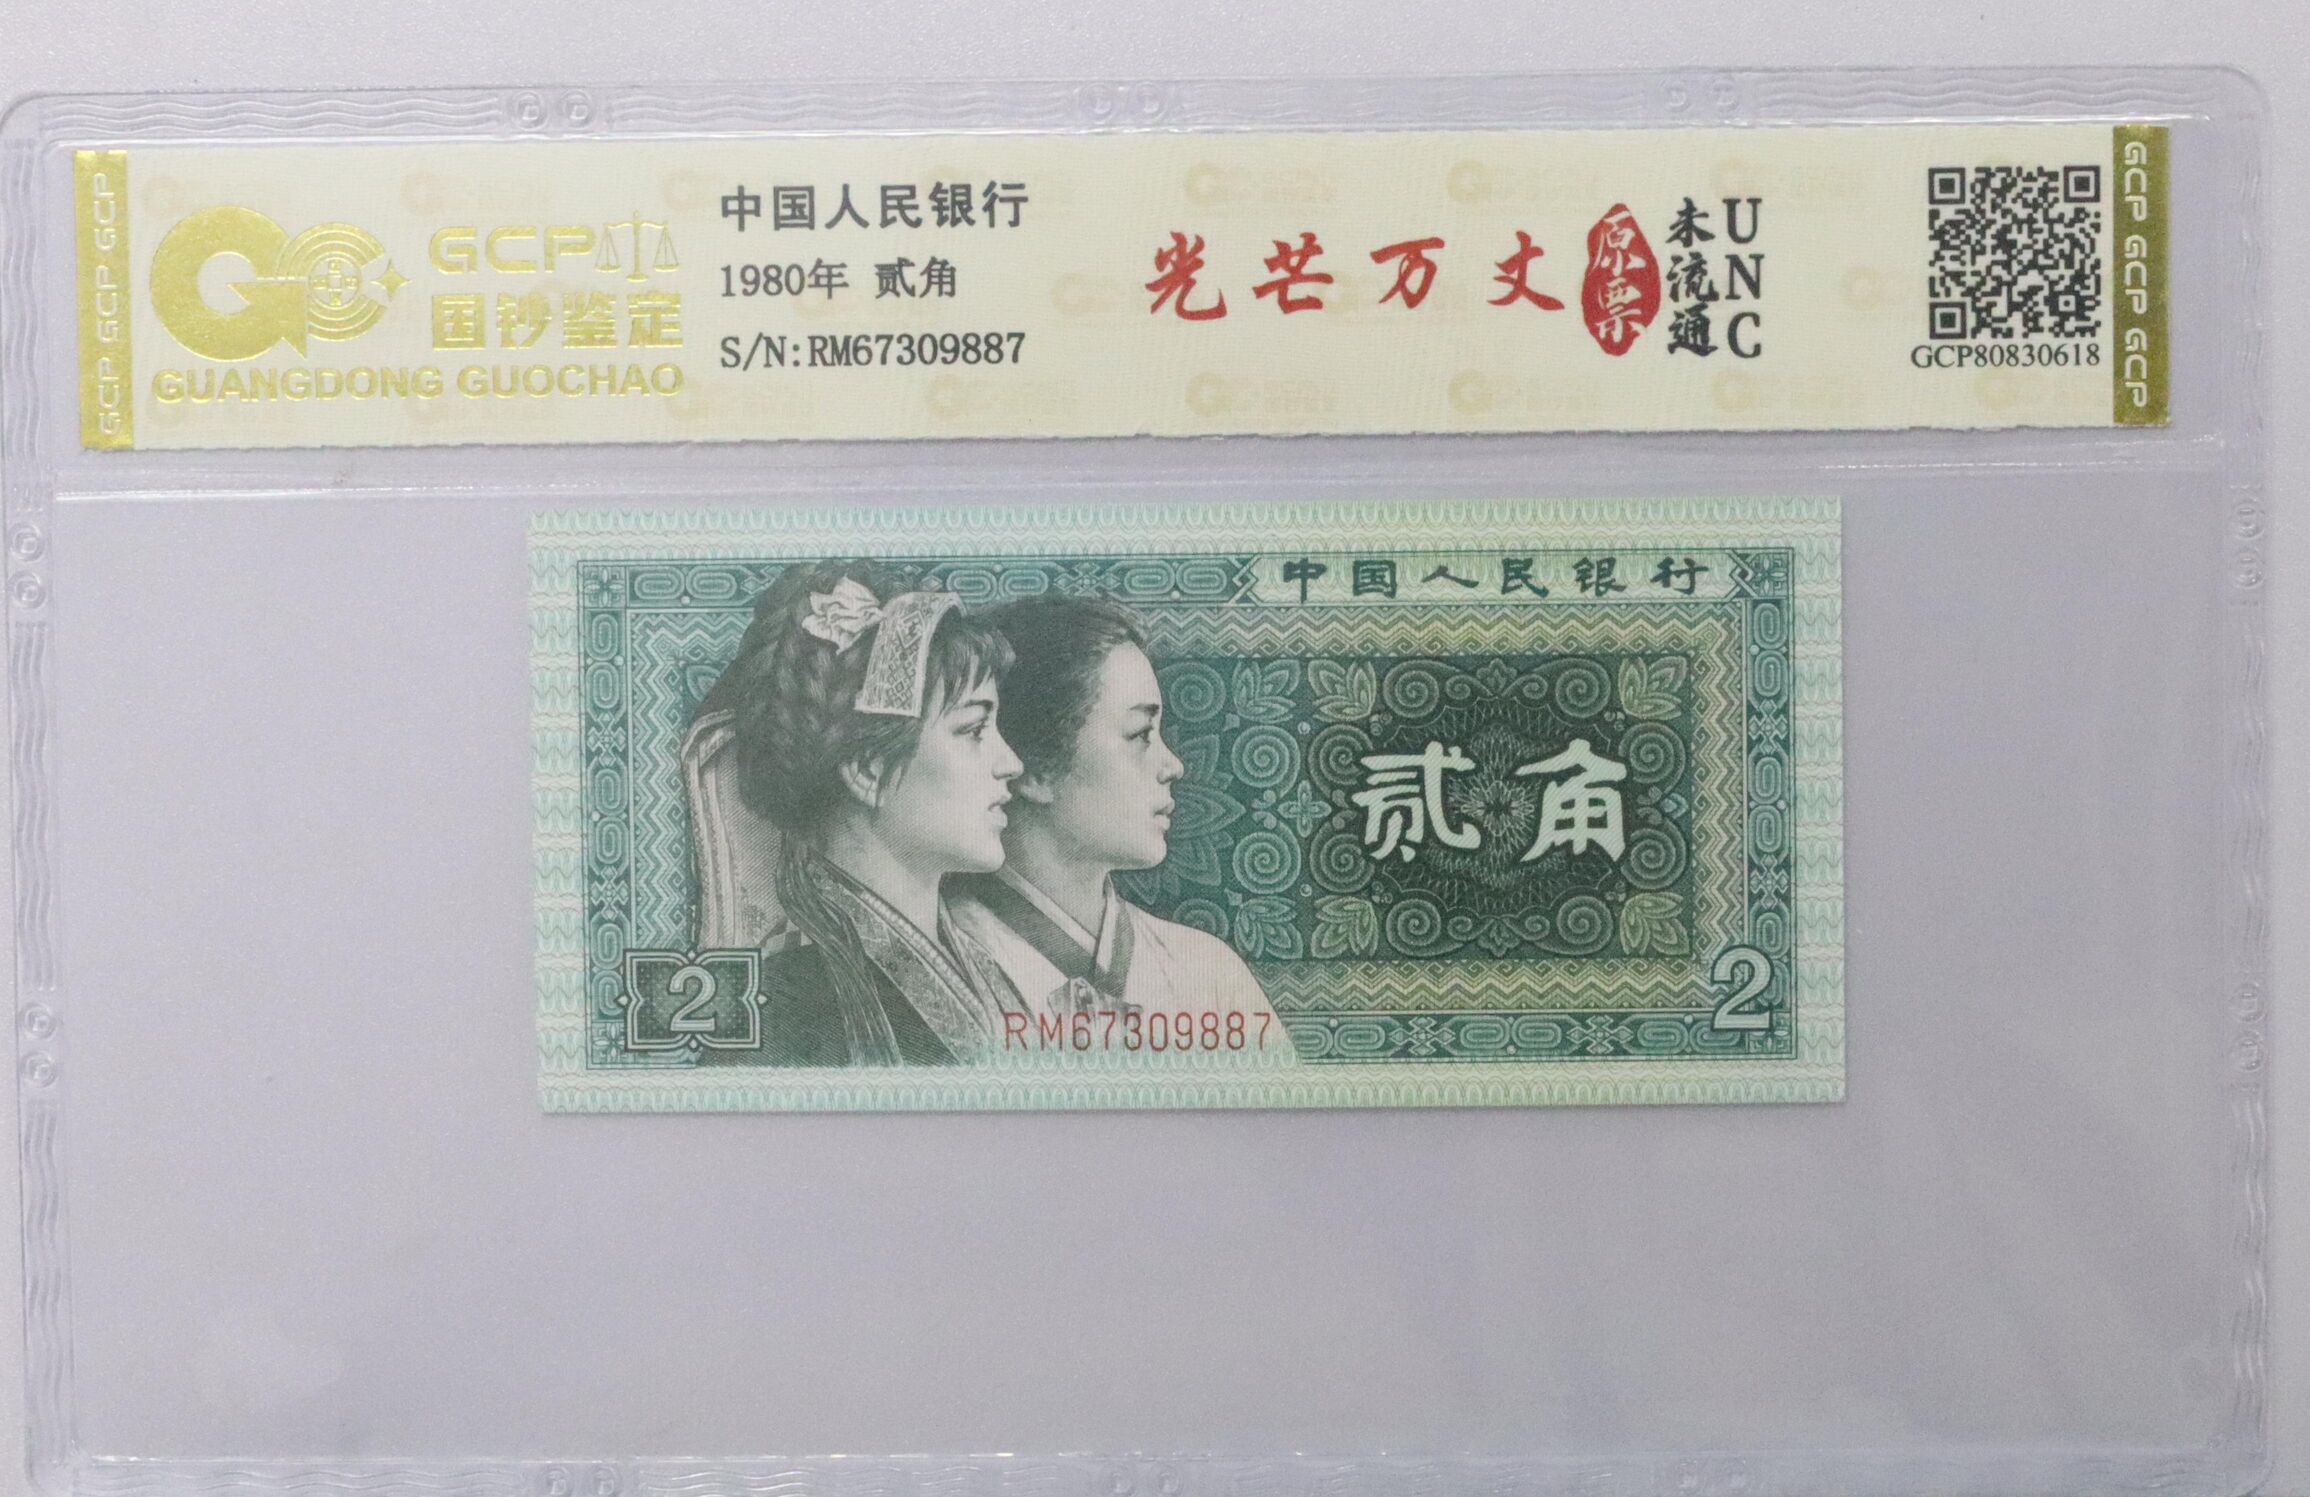 GCP GCP GCP
GCP
国钞鉴定
GUANGDONG GUOCHAO
中国人民银行
1980年 贰角
S/N:RM67309887
光芒万丈
原票
未流通
UNC
GCP80830618
GCP GCP GCP
中国人民银行
贰角
2
2
RM67309887